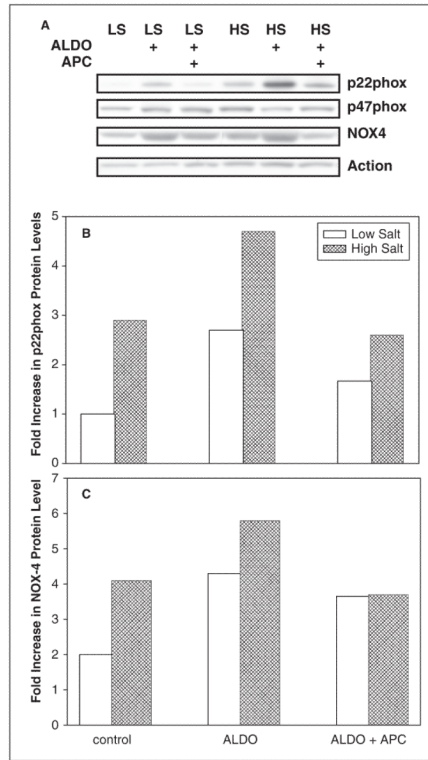 A
LS LS LS HS HS HS
ALDO + + + +
APC + +
p22phox
p47phox
NOX4
Action
B
Low Salt
High Salt
Fold Increase in p22phox Protein Levels
5
4
3
2
1
0
C
Fold Increase in NOX-4 Protein Level
7
6
5
4
3
2
1
0
control ALDO ALDO + APC